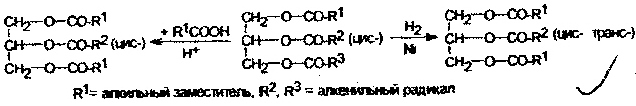 CH₂—O—CO-R¹ CH₂—O—CO-R¹ CH₂—O—CO-R¹
CH—O—CO-R² (цис-) + R¹COOH H⁺ CH—O—CO-R² (цис-) H₂ Ni CH—O—CO-R² (цис- транс-)
CH₂—O—CO-R¹ CH₂—O—CO-R³ CH₂—O—CO-R¹
R¹= алкильный заместитель, R², R³ = алкенильный радикал